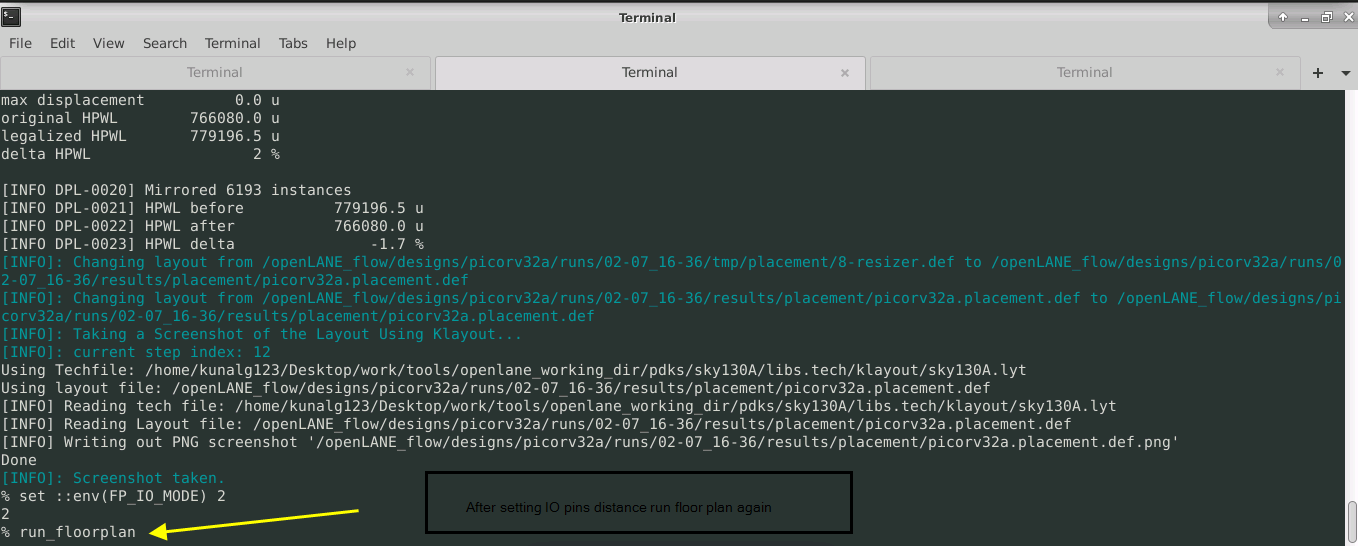 Terminal
File Edit View Search Terminal Tabs Help
Terminal × Terminal × Terminal × +
max displacement          0.0 u
original HPWL        766080.0 u
legalized HPWL       779196.5 u
delta HPWL                  2 %
[INFO DPL-0020] Mirrored 6193 instances
[INFO DPL-0021] HPWL before          779196.5 u
[INFO DPL-0022] HPWL after           766080.0 u
[INFO DPL-0023] HPWL delta               -1.7 %
[INFO]: Changing layout from /openLANE_flow/designs/picorv32a/runs/02-07_16-36/tmp/placement/8-resizer.def to /openLANE_flow/designs/picorv32a/runs/0
2-07_16-36/results/placement/picorv32a.placement.def
[INFO]: Changing layout from /openLANE_flow/designs/picorv32a/runs/02-07_16-36/results/placement/picorv32a.placement.def to /openLANE_flow/designs/pi
corv32a/runs/02-07_16-36/results/placement/picorv32a.placement.def
[INFO]: Taking a Screenshot of the Layout Using Klayout...
[INFO]: current step index: 12
Using Techfile: /home/kunalg123/Desktop/work/tools/openlane_working_dir/pdks/sky130A/libs.tech/klayout/sky130A.lyt
Using layout file: /openLANE_flow/designs/picorv32a/runs/02-07_16-36/results/placement/picorv32a.placement.def
[INFO] Reading tech file: /home/kunalg123/Desktop/work/tools/openlane_working_dir/pdks/sky130A/libs.tech/klayout/sky130A.lyt
[INFO] Reading Layout file: /openLANE_flow/designs/picorv32a/runs/02-07_16-36/results/placement/picorv32a.placement.def
[INFO] Writing out PNG screenshot '/openLANE_flow/designs/picorv32a/runs/02-07_16-36/results/placement/picorv32a.placement.def.png'
Done
[INFO]: Screenshot taken.
% set ::env(FP_IO_MODE) 2
2
% run_floorplan
After setting IO pins distance run floor plan again